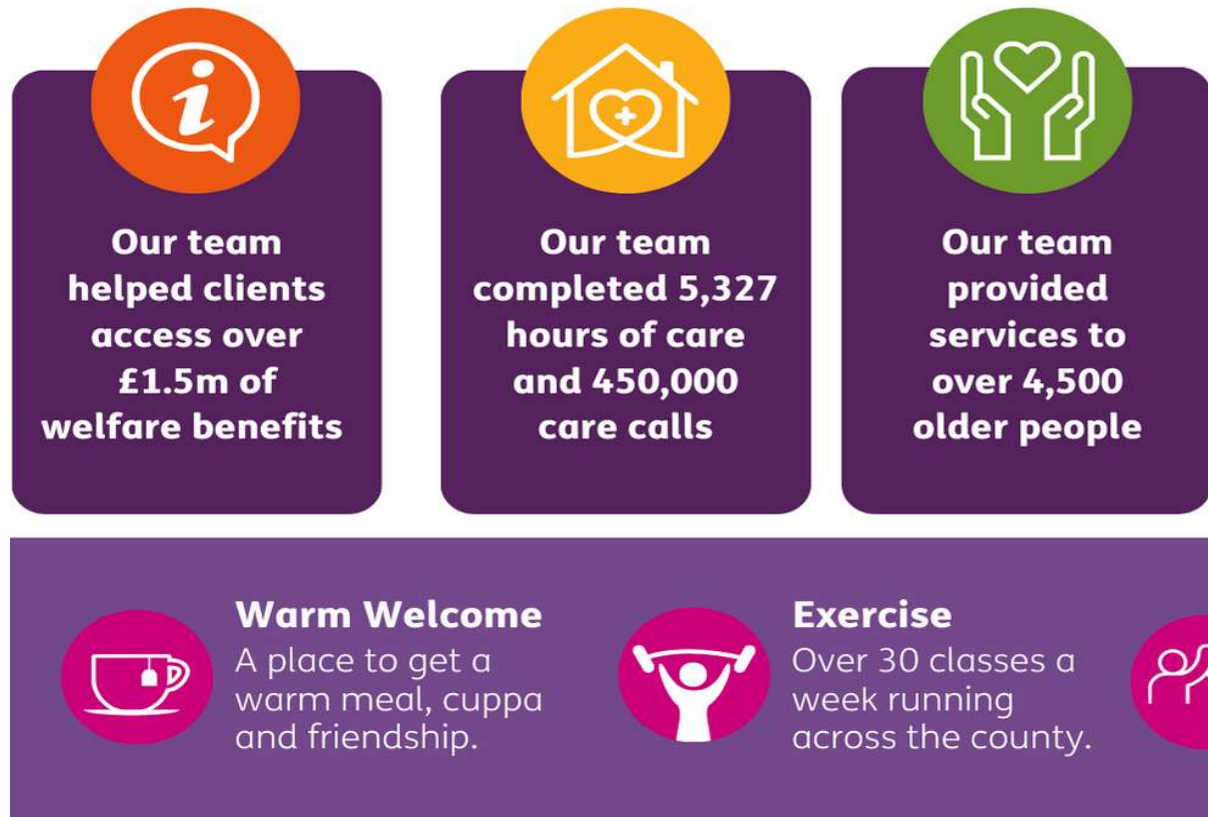 Our team
helped clients
access over
£1.5m of
welfare benefits
Our team
completed 5,327
hours of care
and 450,000
care calls
Our team
provided
services to
over 4,500
older people
Warm Welcome
A place to get a
warm meal, cuppa
and friendship.
Exercise
Over 30 classes a
week running
across the county.